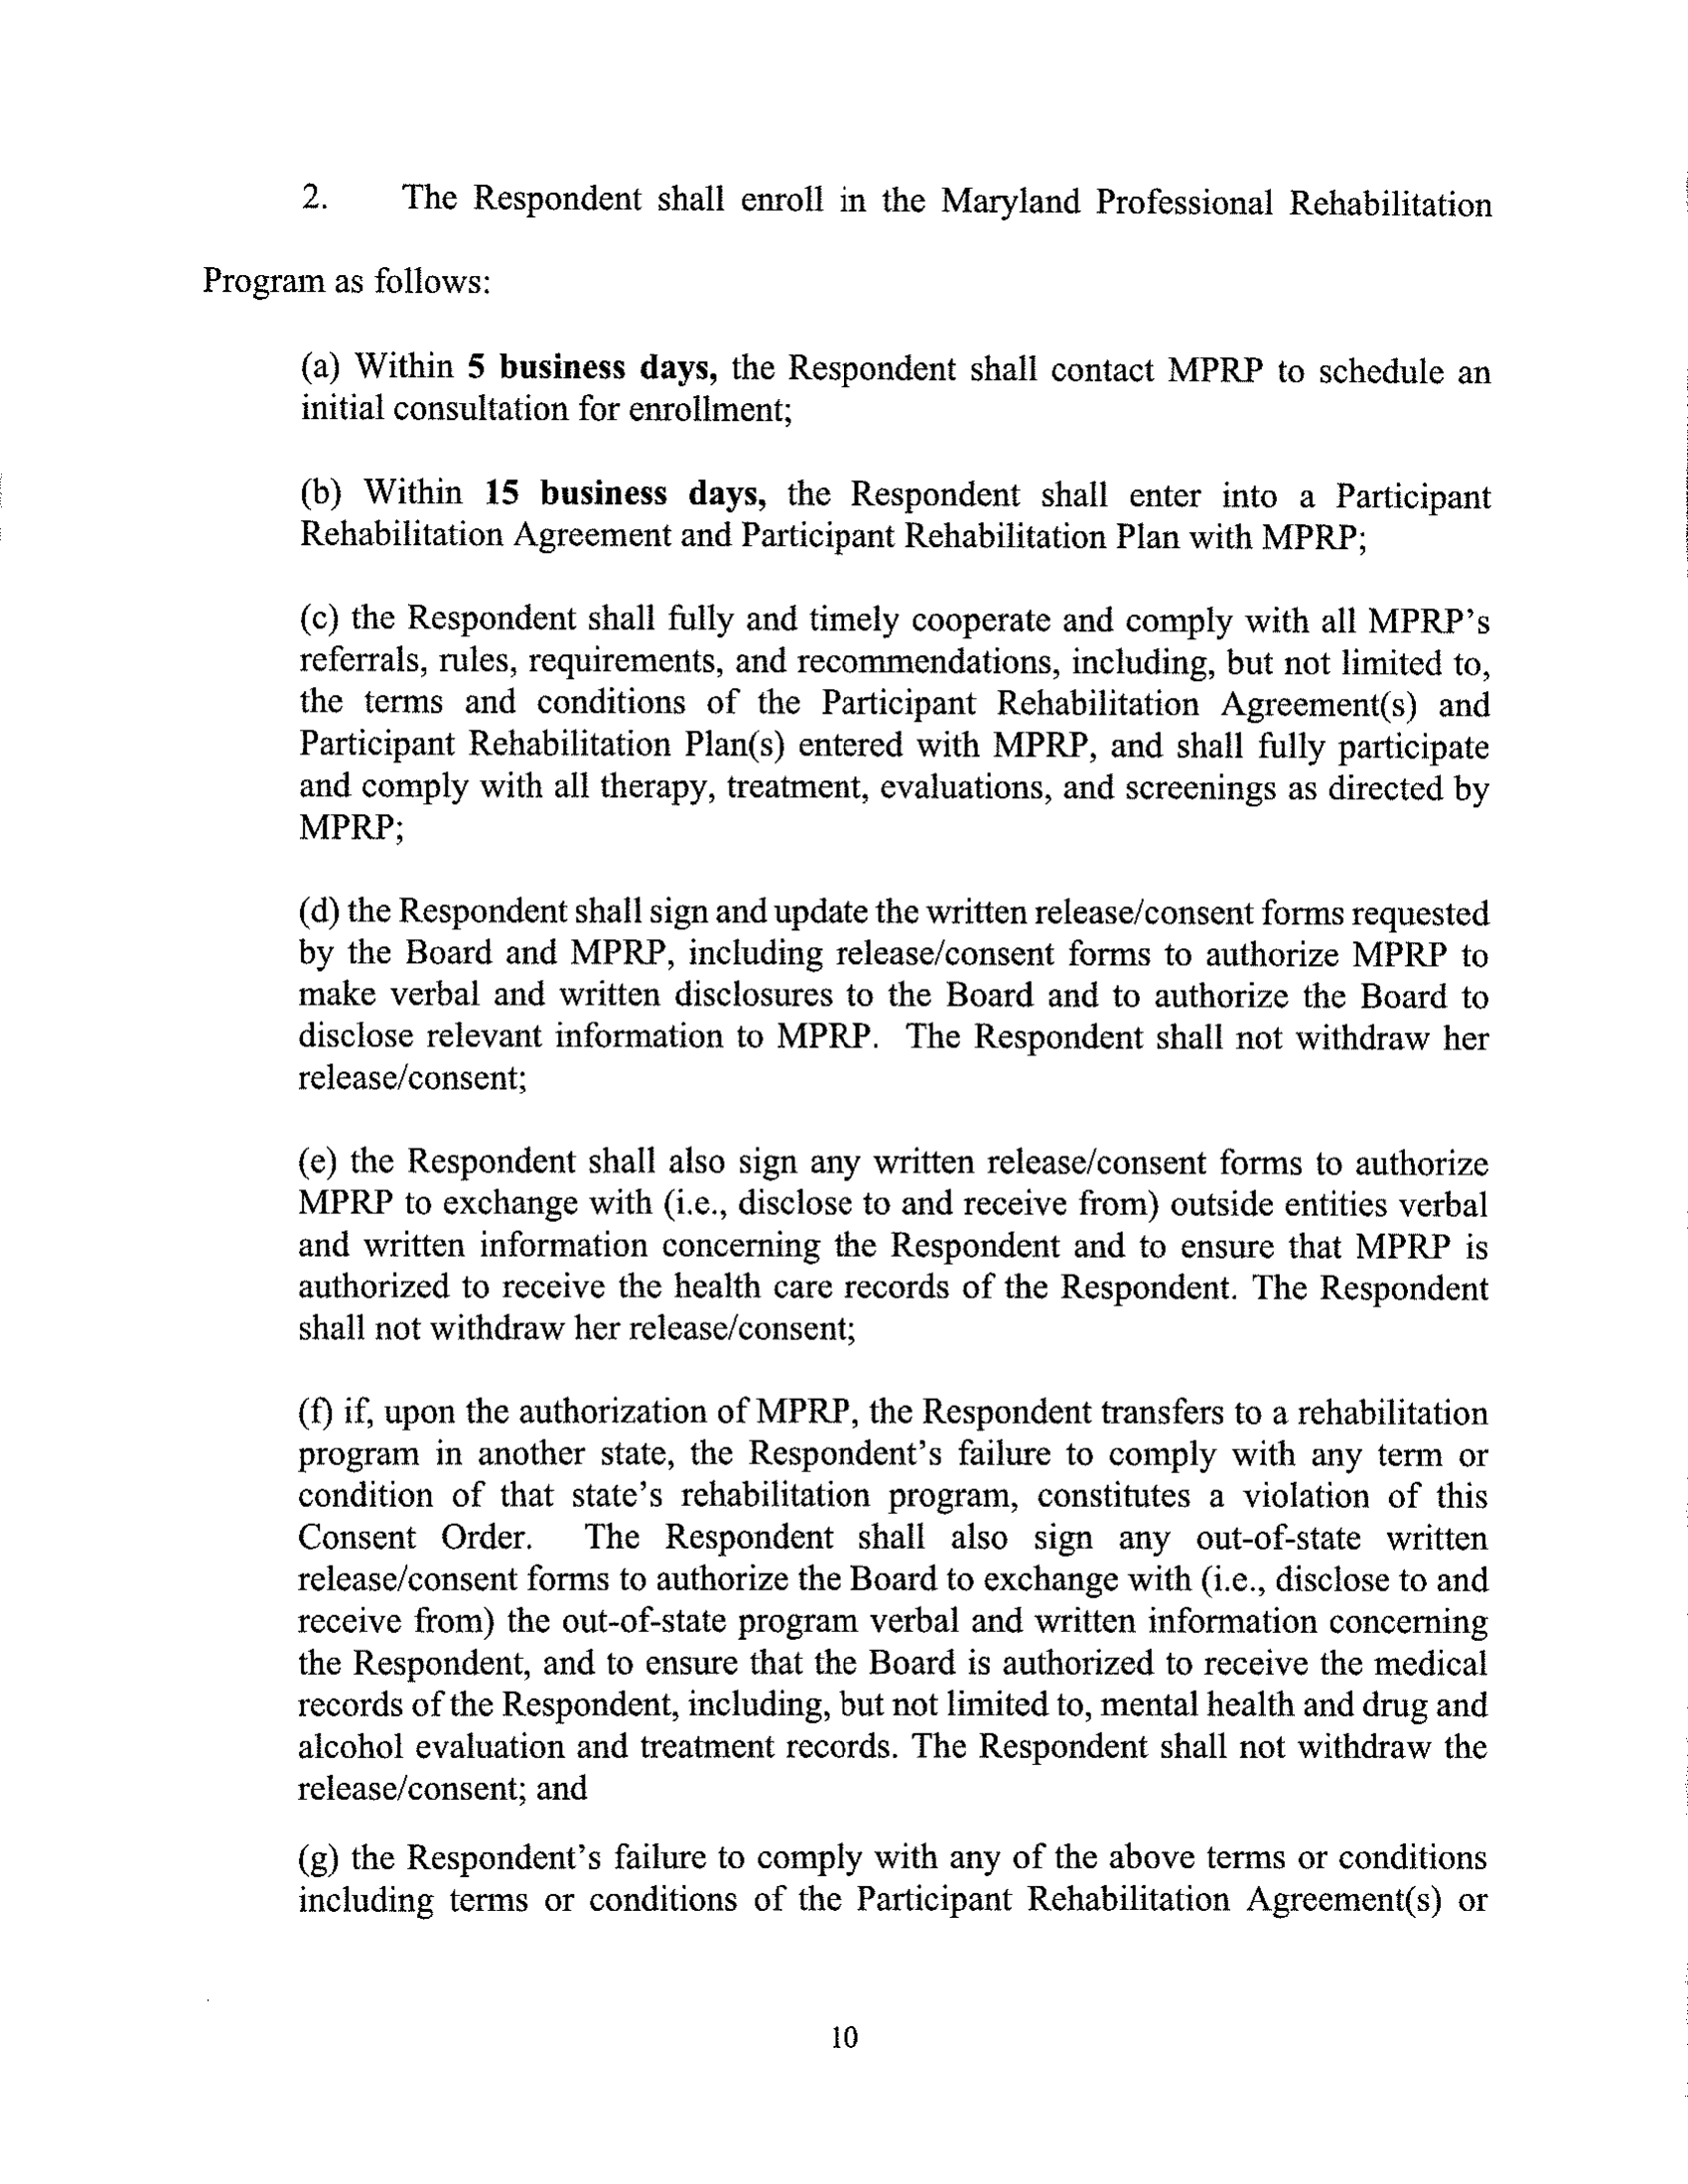 2. The Respondent shall enroll in the Maryland Professional Rehabilitation
Program as follows:
(a) Within 5 business days, the Respondent shall contact MPRP to schedule an
initial consultation for enrollment;
(b) Within 15 business days, the Respondent shall enter into a Participant
Rehabilitation Agreement and Participant Rehabilitation Plan with MPRP;
(c) the Respondent shall fully and timely cooperate and comply with all MPRP’s
referrals, rules, requirements, and recommendations, including, but not limited to,
the terms and conditions of the Participant Rehabilitation Agreement(s) and
Participant Rehabilitation Plan(s) entered with MPRP, and shall fully participate
and comply with all therapy, treatment, evaluations, and screenings as directed by
MPRP;
(d) the Respondent shall sign and update the written release/consent forms requested
by the Board and MPRP, including release/consent forms to authorize MPRP to
make verbal and written disclosures to the Board and to authorize the Board to
disclose relevant information to MPRP. The Respondent shall not withdraw her
release/consent;
(e) the Respondent shall also sign any written release/consent forms to authorize
MPRP to exchange with (i.e., disclose to and receive from) outside entities verbal
and written information concerning the Respondent and to ensure that MPRP is
authorized to receive the health care records of the Respondent. The Respondent
shall not withdraw her release/consent;
(f) if, upon the authorization of MPRP, the Respondent transfers to a rehabilitation
program in another state, the Respondent’s failure to comply with any term or
condition of that state’s rehabilitation program, constitutes a violation of this
Consent Order. The Respondent shall also sign any out-of-state written
release/consent forms to authorize the Board to exchange with (i.e., disclose to and
receive from) the out-of-state program verbal and written information concerning
the Respondent, and to ensure that the Board is authorized to receive the medical
records of the Respondent, including, but not limited to, mental health and drug and
alcohol evaluation and treatment records. The Respondent shall not withdraw the
release/consent; and
(g) the Respondent’s failure to comply with any of the above terms or conditions
including terms or conditions of the Participant Rehabilitation Agreement(s) or
10